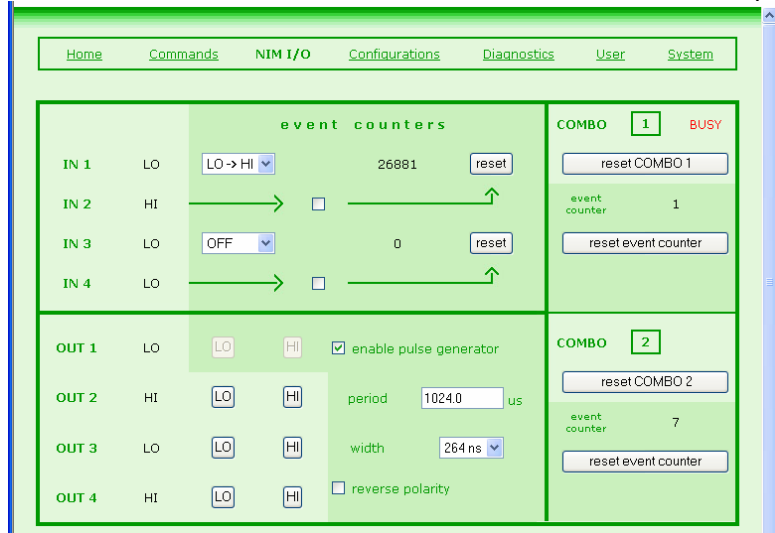 Home Commands NIM I/O Configurations Diagnostics User System
event counters
IN 1 LO LO -> HI 26881 reset
IN 2 HI
IN 3 LO OFF 0 reset
IN 4 LO
COMBO 1 BUSY
reset COMBO 1
event counter 1
reset event counter
OUT 1 LO LO HI enable pulse generator
OUT 2 HI LO HI period 1024.0 us
OUT 3 LO LO HI width 264 ns
OUT 4 HI LO HI reverse polarity
COMBO 2
reset COMBO 2
event counter 7
reset event counter